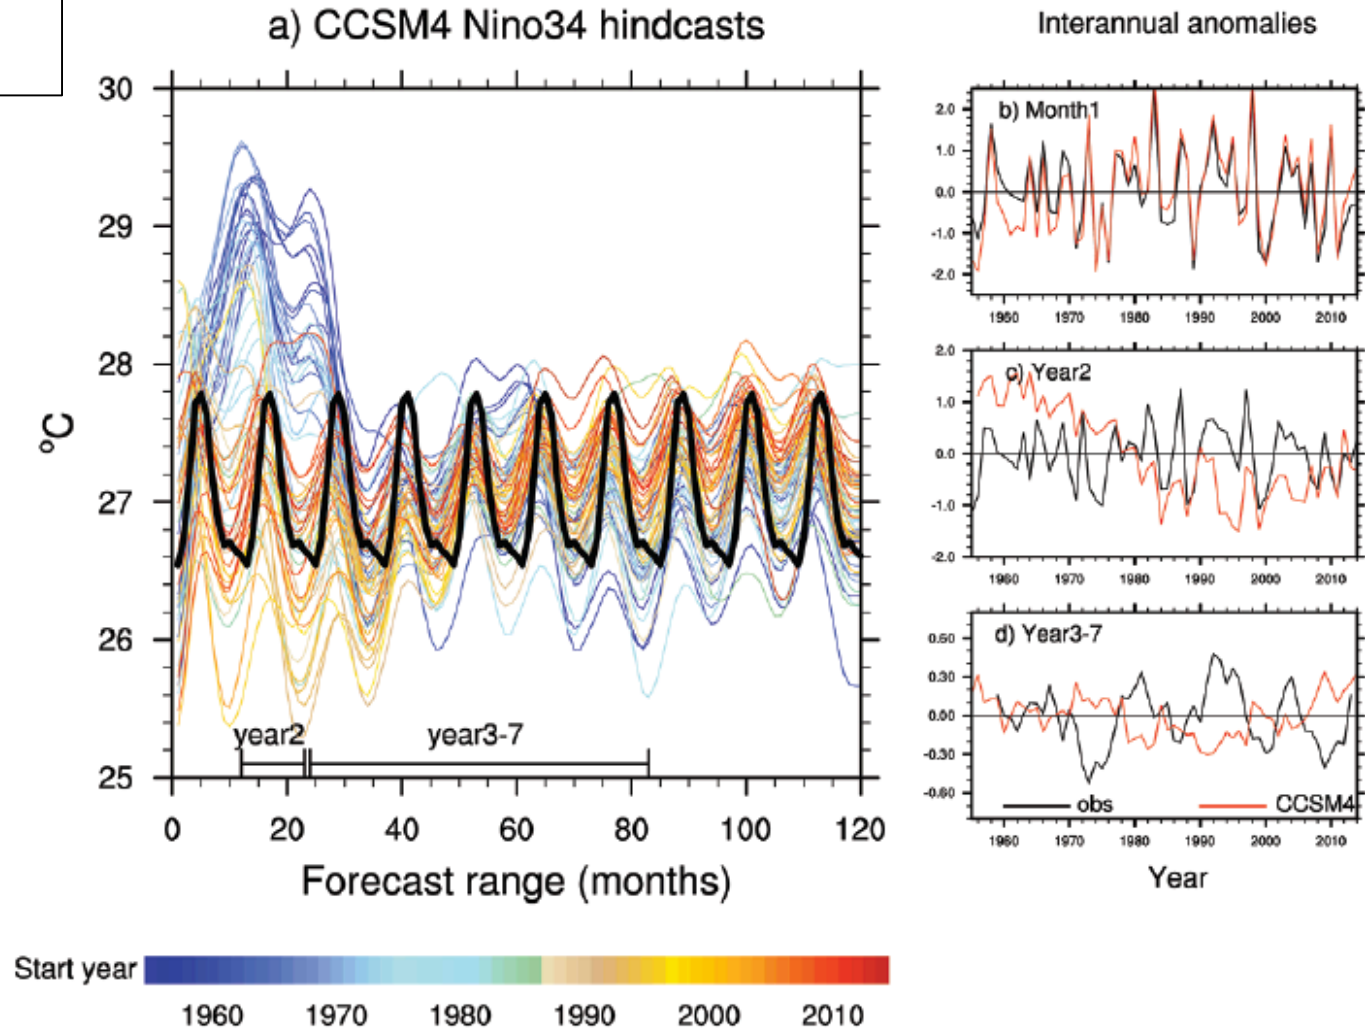 a) CCSM4 Nino34 hindcasts
30
29
28
27
26
25
ºC
year2
year3-7
0 20 40 60 80 100 120
Forecast range (months)
Start year
1960 1970 1980 1990 2000 2010
Interannual anomalies
b) Month1
2.0
1.0
0.0
-1.0
-2.0
1960 1970 1980 1990 2000 2010
c) Year2
2.0
1.0
0.0
-1.0
-2.0
1960 1970 1980 1990 2000 2010
d) Year3-7
0.50
0.30
0.00
-0.30
-0.60
obs CCSM4
1960 1970 1980 1990 2000 2010
Year